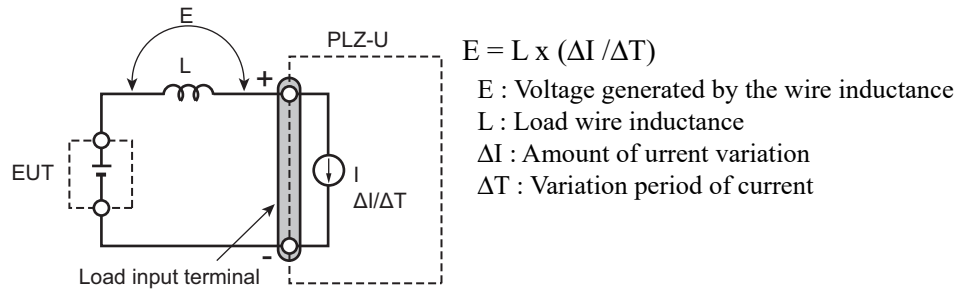 E
PLZ-U
L
+
EUT
I
ΔI/ΔT
-
Load input terminal
E = L x (ΔI /ΔT)
E : Voltage generated by the wire inductance
L : Load wire inductance
ΔI : Amount of urrent variation
ΔT : Variation period of current